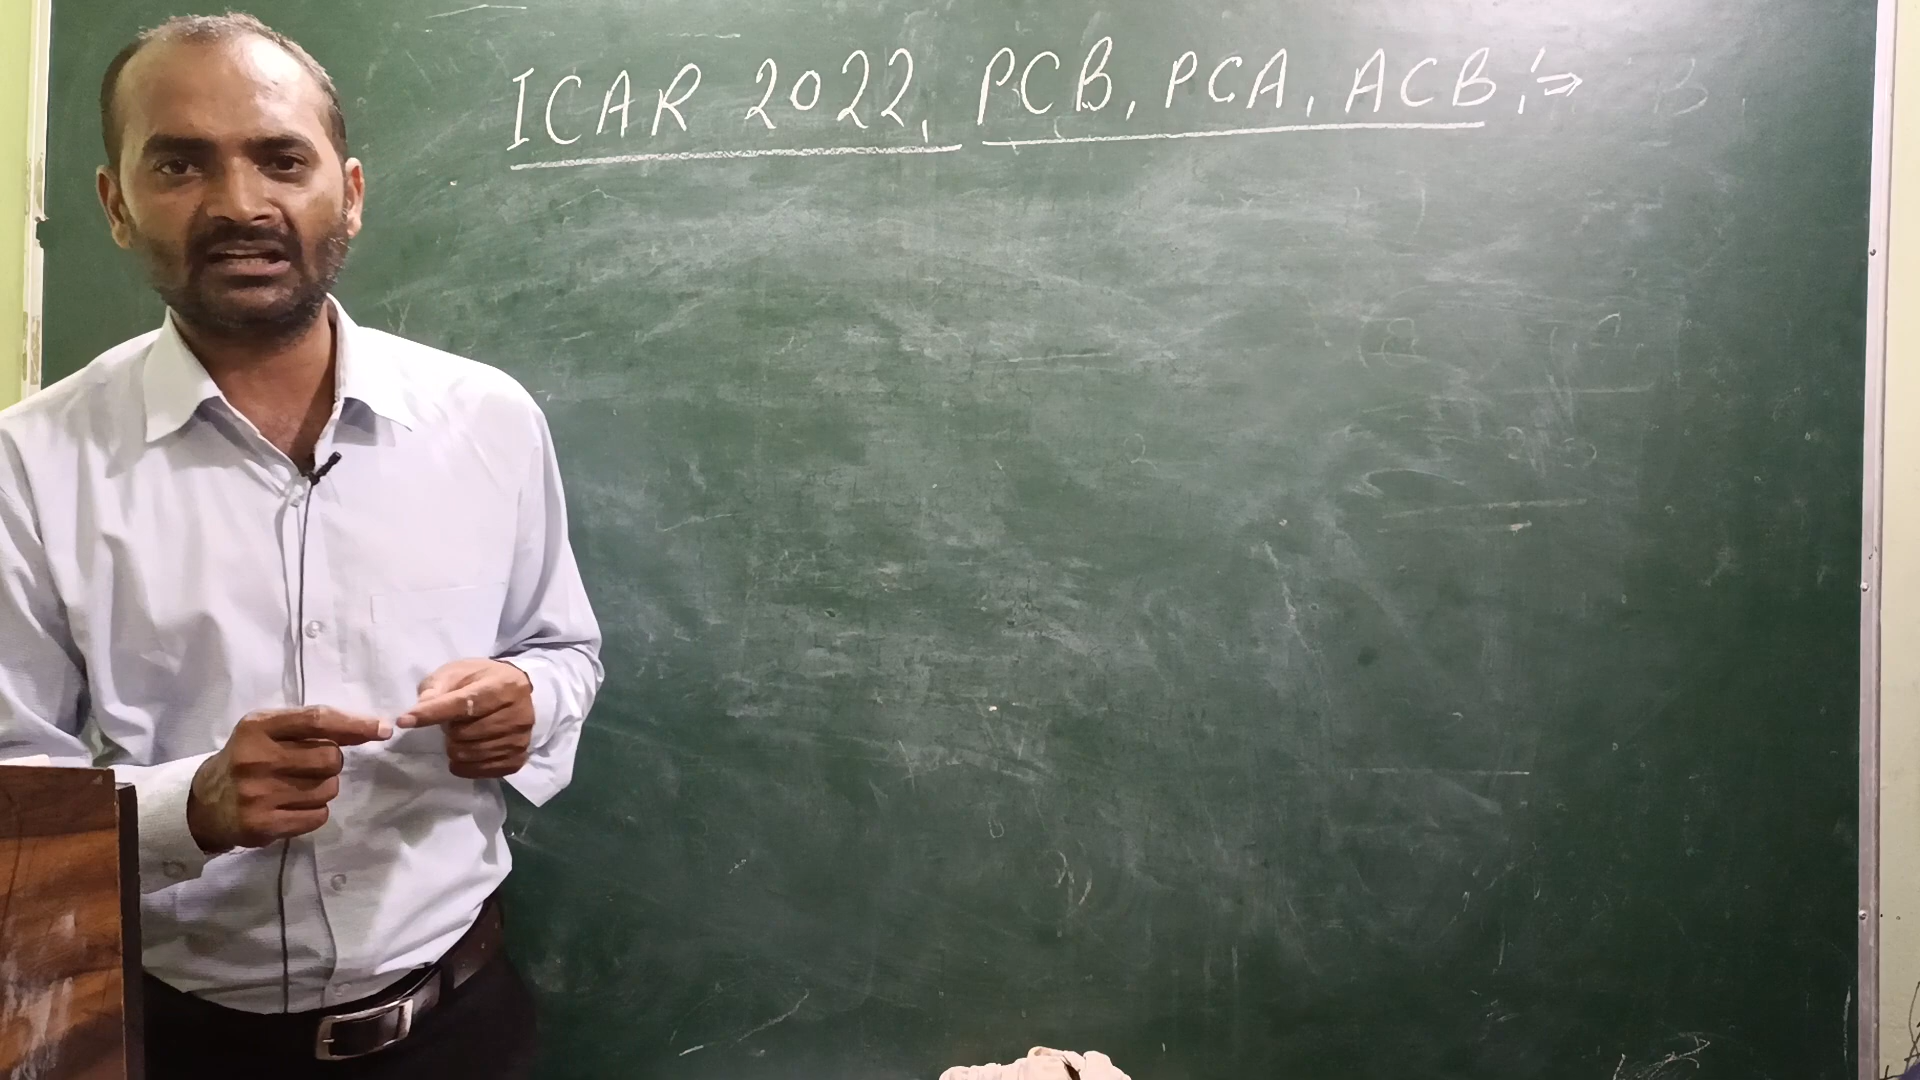 ICAR 2022, PCB, PCA, ACB :⇒